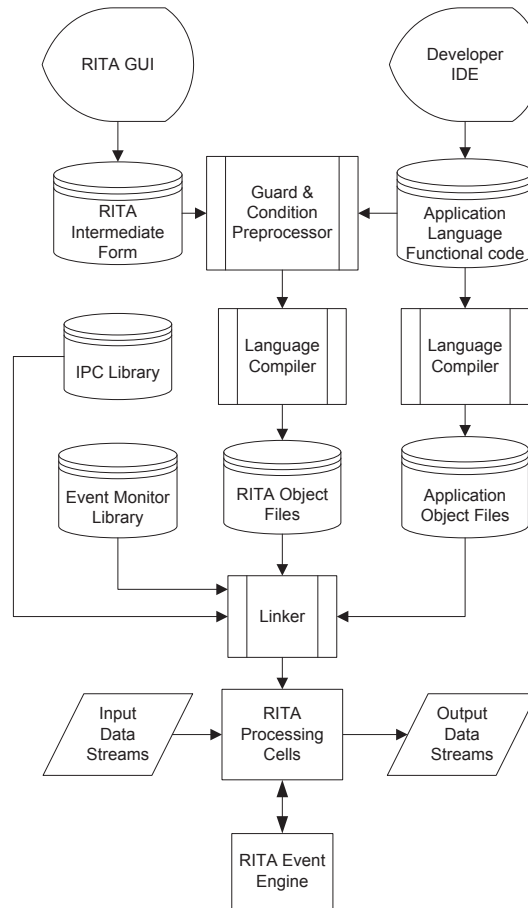 RITA GUI
Developer
IDE
RITA
Intermediate
Form
Guard &
Condition
Preprocessor
Application
Language
Functional code
IPC Library
Language
Compiler
Language
Compiler
Event Monitor
Library
RITA Object
Files
Application
Object Files
Linker
Input
Data
Streams
RITA
Processing
Cells
Output
Data
Streams
RITA Event
Engine